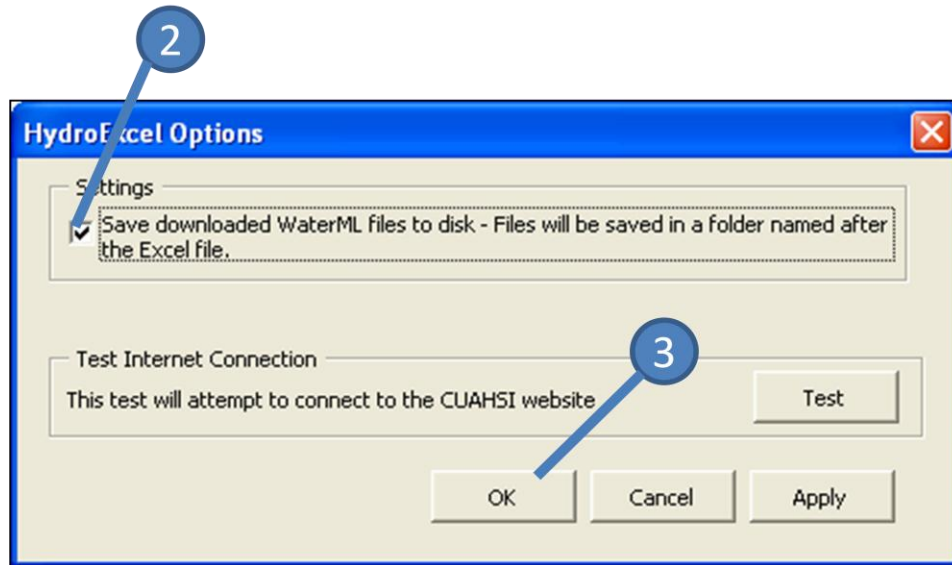 2
HydroExcel Options
Settings
Save downloaded WaterML files to disk - Files will be saved in a folder named after
the Excel file.
Test Internet Connection
3
This test will attempt to connect to the CUAHSI website
Test
OK
Cancel
Apply